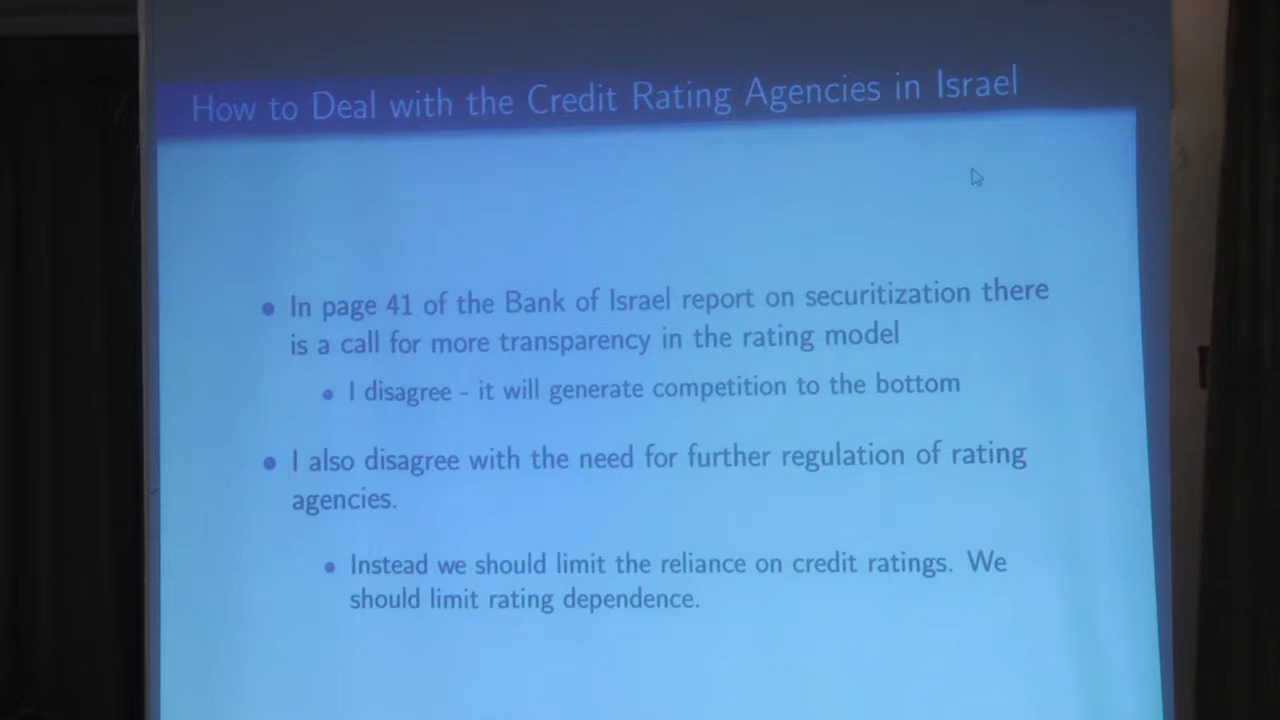 How to Deal with the Credit Rating Agencies in Israel
In page 41 of the Bank of Israel report on securitization there
is a call for more transparency in the rating model
I disagree - it will generate competition to the bottom
I also disagree with the need for further regulation of rating
agencies.
Instead we should limit the reliance on credit ratings. We
should limit rating dependence.